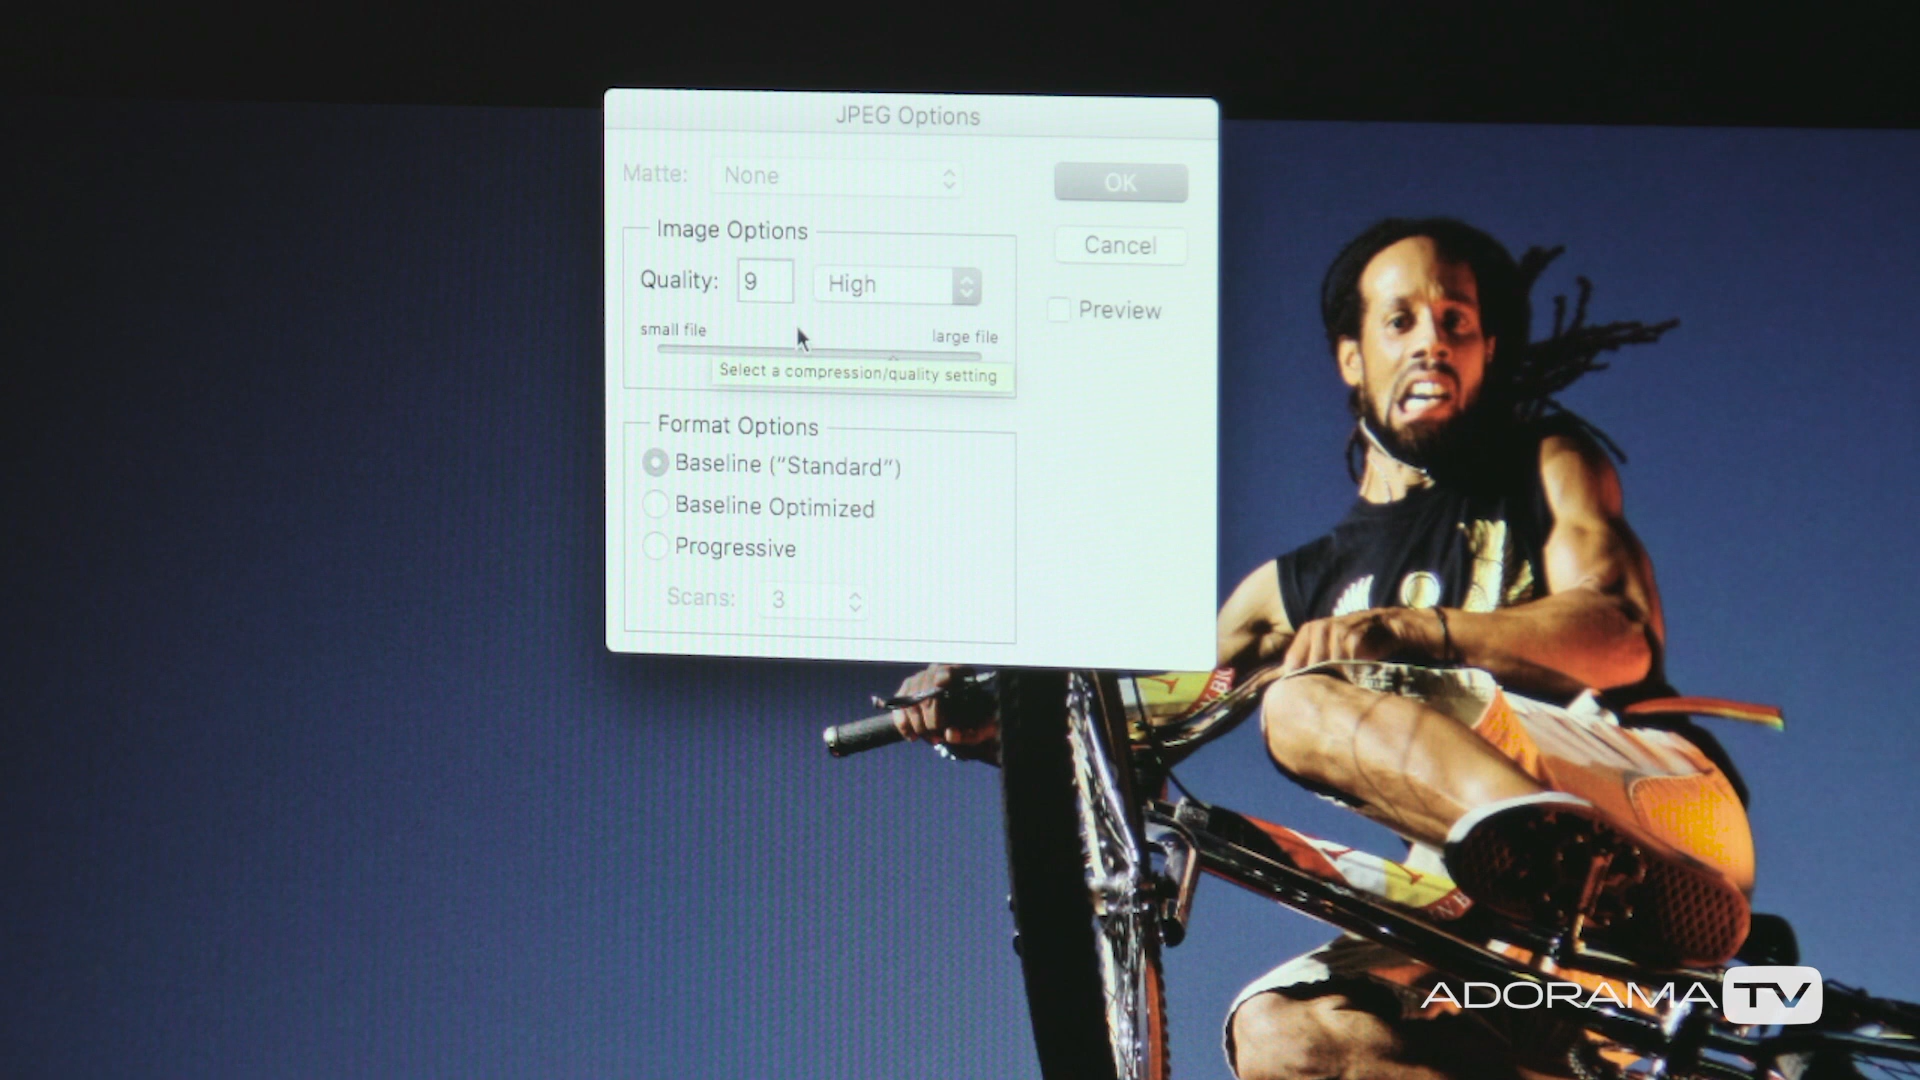 JPEG Options
Matte: None
OK
Image Options
Cancel
Quality: 9 High
Preview
small file large file
Select a compression/quality setting
Format Options
Baseline (“Standard”)
Baseline Optimized
Progressive
Scans: 3
ADORAMA TV